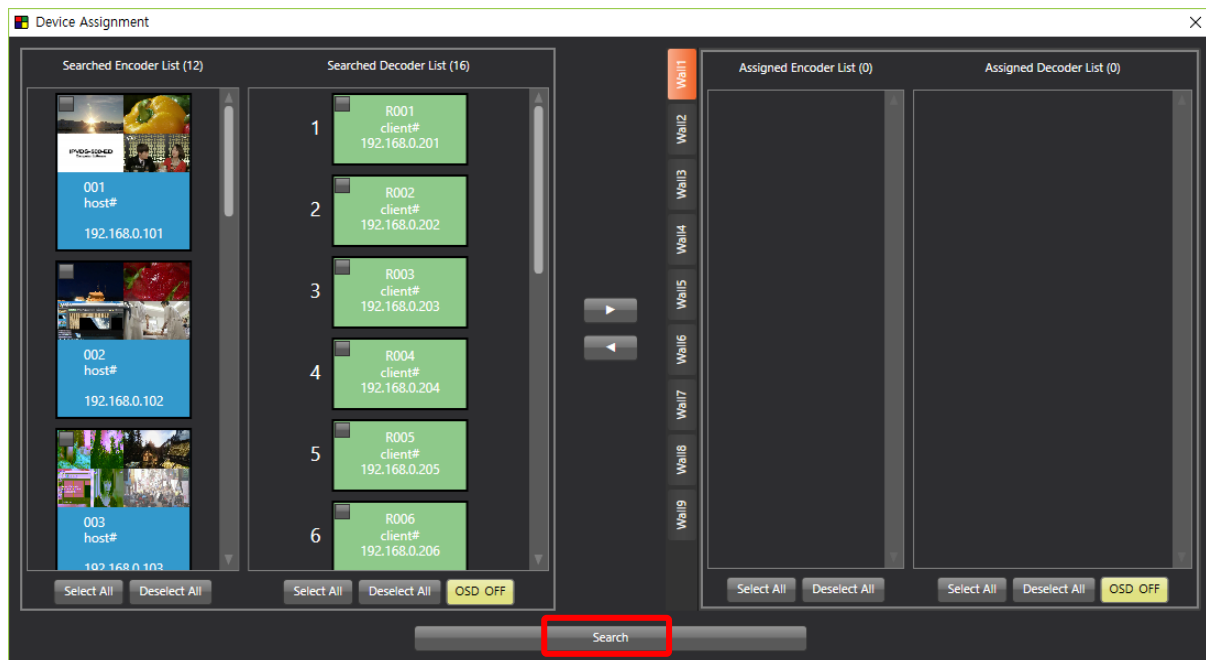 Device Assignment
Searched Encoder List (12)
Searched Decoder List (16)
001
host#
192.168.0.101
002
host#
192.168.0.102
003
host#
192.168.0.103
1
R001
client#
192.168.0.201
2
R002
client#
192.168.0.202
3
R003
client#
192.168.0.203
4
R004
client#
192.168.0.204
5
R005
client#
192.168.0.205
6
R006
client#
192.168.0.206
Select All
Deselect All
Select All
Deselect All
OSD OFF
Wall1
Wall2
Wall3
Wall4
Wall5
Wall6
Wall7
Wall8
Wall9
Assigned Encoder List (0)
Assigned Decoder List (0)
Select All
Deselect All
Select All
Deselect All
OSD OFF
Search